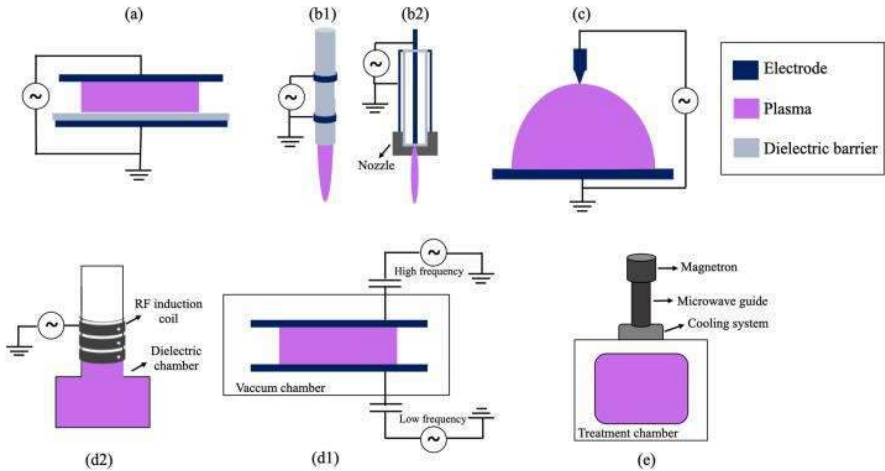 (a)
(b1)
(b2)
(c)
Electrode
Plasma
Dielectric barrier
Nozzle
RF induction
coil
Dielectric
chamber
(d2)
High frequency
Vaccum chamber
Low frequency
(d1)
Magnetron
Microwave guide
Cooling system
Treatment chamber
(e)